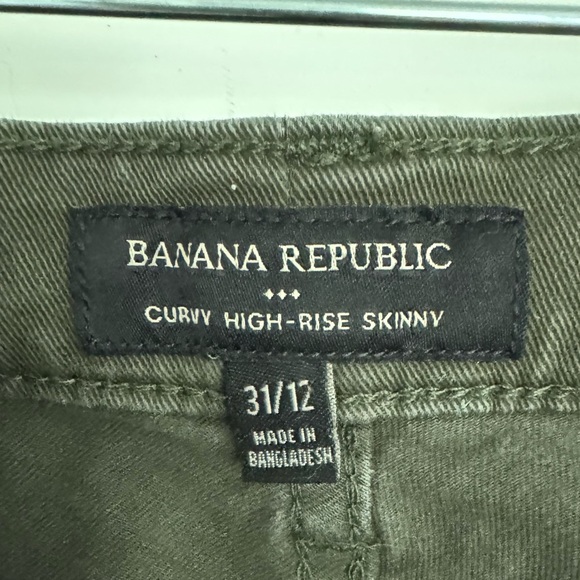 BANANA REPUBLIC
CURVY HIGH-RISE SKINNY
31/12
MADE IN
BANGLADESH